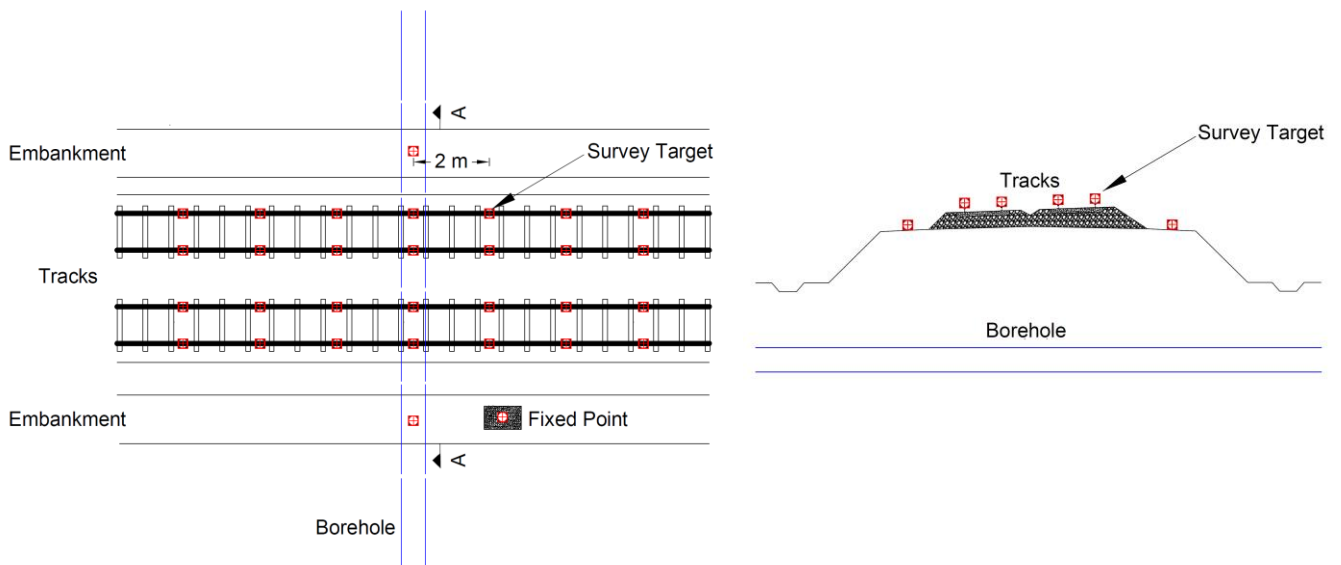 A
Embankment
2 m
Survey Target
Tracks
Embankment
Fixed Point
A
Borehole
Survey Target
Tracks
Borehole